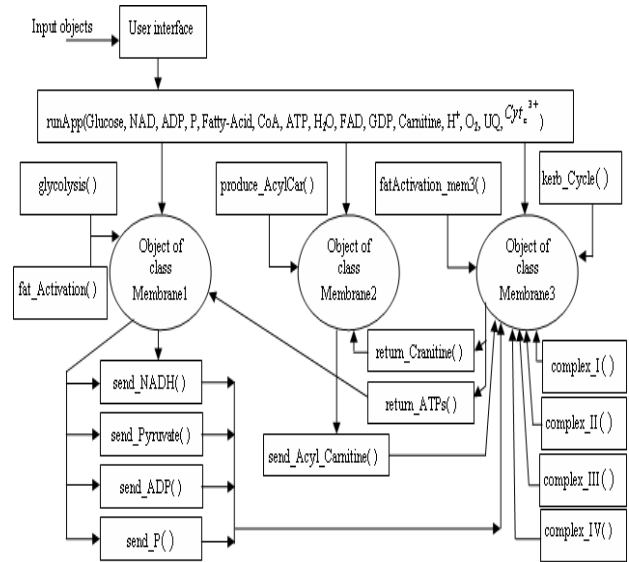 Input objects
User interface
runApp(Glucose, NAD, ADP, P, Fatty-Acid, CoA, ATP, H₂O, FAD, GDP, Carnitine, H⁺, O₂, UQ, Cyt_c³⁺)
glycolysis( )
produce_AcylCar( )
fatActivation_mem3( )
kerb_Cycle( )
fat_Activation( )
Object of
class
Membrane1
Object of
class
Membrane2
Object of
class
Membrane3
return_Cranitine( )
return_ATPs( )
send_NADH( )
send_Pyruvate( )
send_ADP( )
send_P( )
send_Acyl_Carnitine( )
complex_I( )
complex_II( )
complex_III( )
complex_IV( )